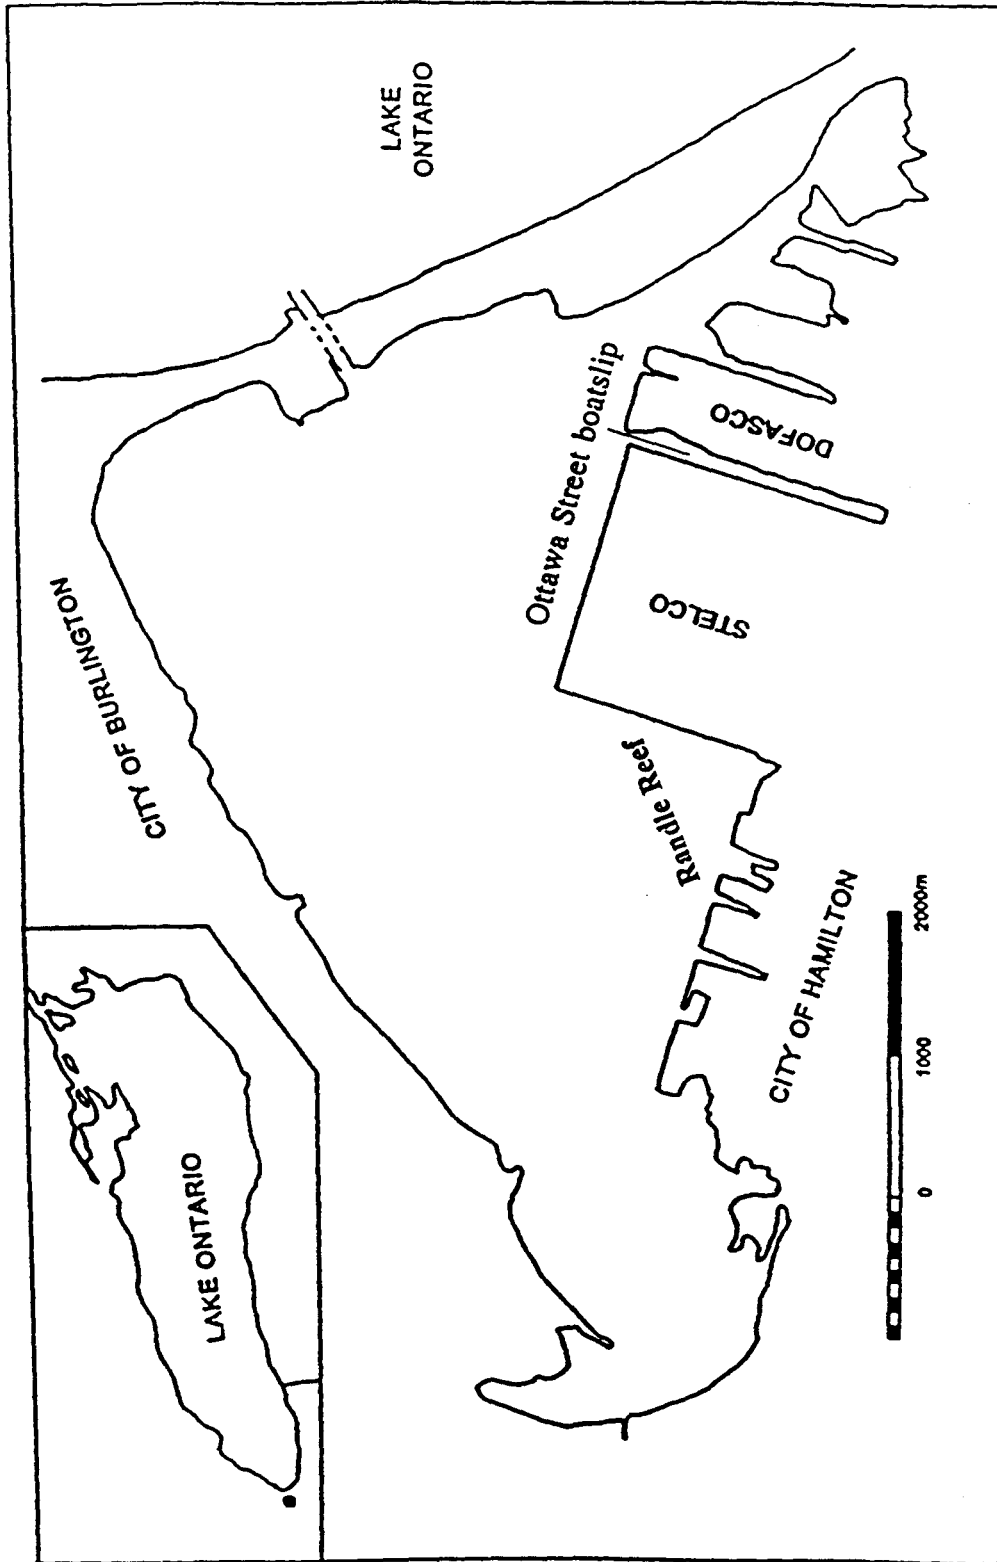 LAKE ONTARIO
CITY OF BURLINGTON
LAKE
ONTARIO
Ottawa Street boatslip
Randle Reef
STELCO
DOFASCO
CITY OF HAMILTON
0 1000 2000m